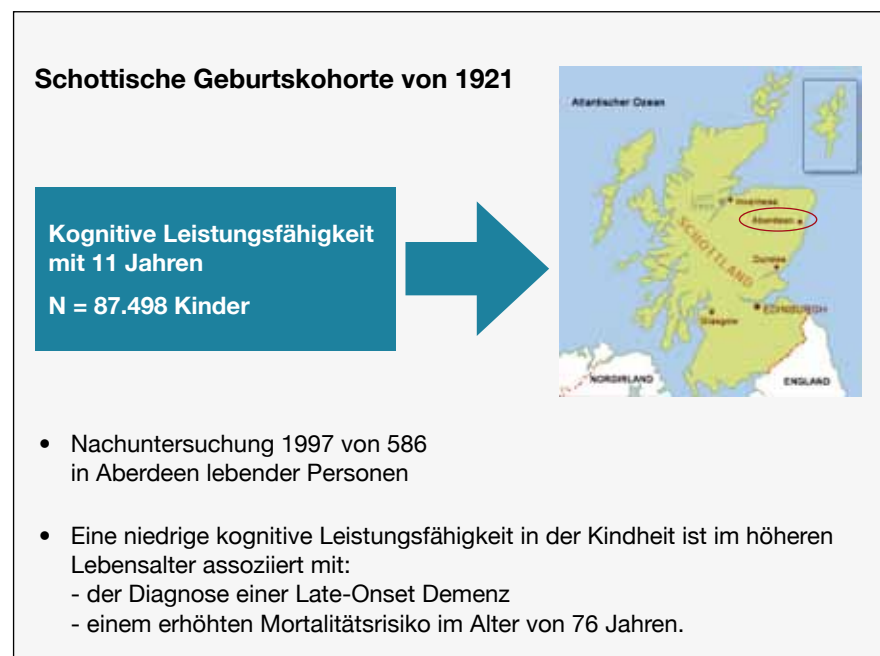 Schottische Geburtskohorte von 1921
Atlantischer Ozean
Inverness
Aberdeen
SCHOTTLAND
Dundee
EDINBURGH
Glasgow
NORDIRLAND
ENGLAND
Kognitive Leistungsfähigkeit
mit 11 Jahren
N = 87.498 Kinder
• Nachuntersuchung 1997 von 586
in Aberdeen lebender Personen
• Eine niedrige kognitive Leistungsfähigkeit in der Kindheit ist im höheren
Lebensalter assoziiert mit:
- der Diagnose einer Late-Onset Demenz
- einem erhöhten Mortalitätsrisiko im Alter von 76 Jahren.